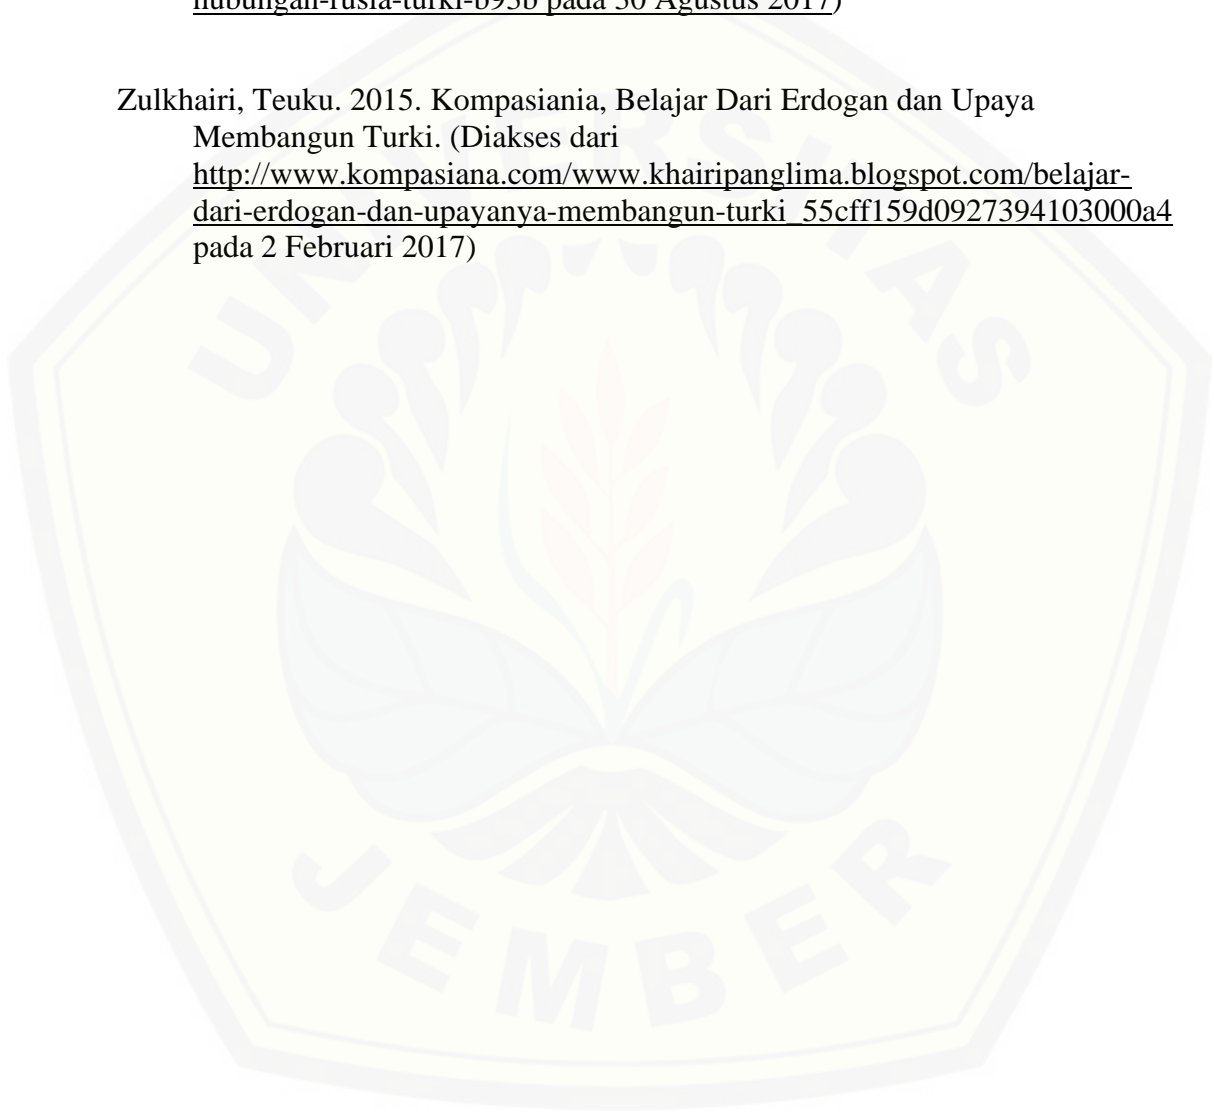 hubungan-rusia-turki-b93b pada 30 Agustus 2017)
Zulkhairi, Teuku. 2015. Kompasiania, Belajar Dari Erdogan dan Upaya
Membangun Turki. (Diakses dari
http://www.kompasiana.com/www.khairipanglima.blogspot.com/belajar-
dari-erdogan-dan-upayanya-membangun-turki_55cff159d0927394103000a4
pada 2 Februari 2017)
UNIVERSITAS
JEMBER